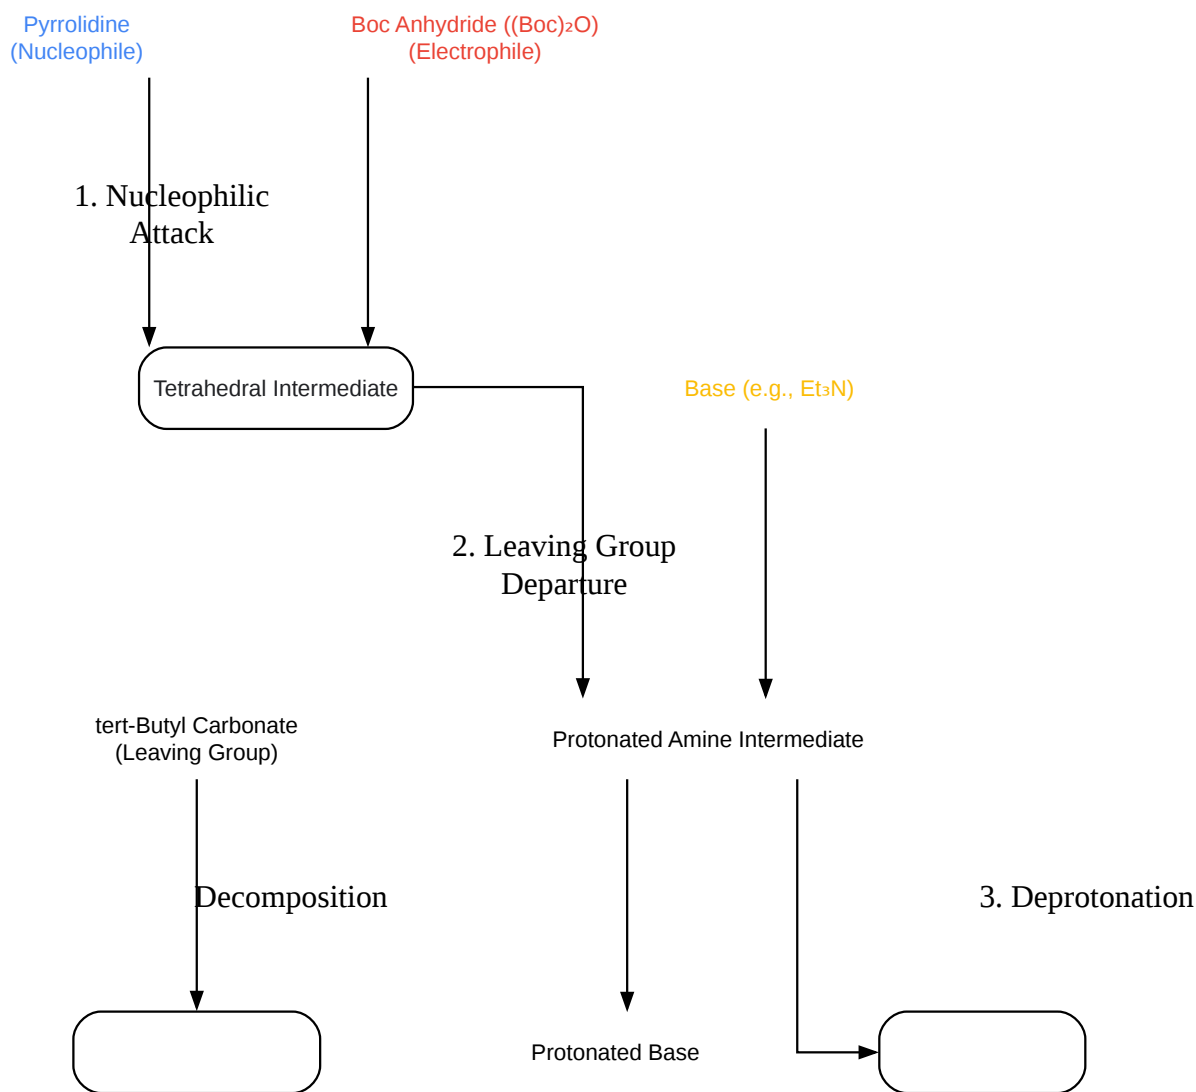 Pyrrolidine
(Nucleophile)
Boc Anhydride ((Boc)₂O)
(Electrophile)
1. Nucleophilic
Attack
Tetrahedral Intermediate
Base (e.g., Et₃N)
2. Leaving Group
Departure
tert-Butyl Carbonate
(Leaving Group)
Protonated Amine Intermediate
Decomposition
3. Deprotonation
Protonated Base